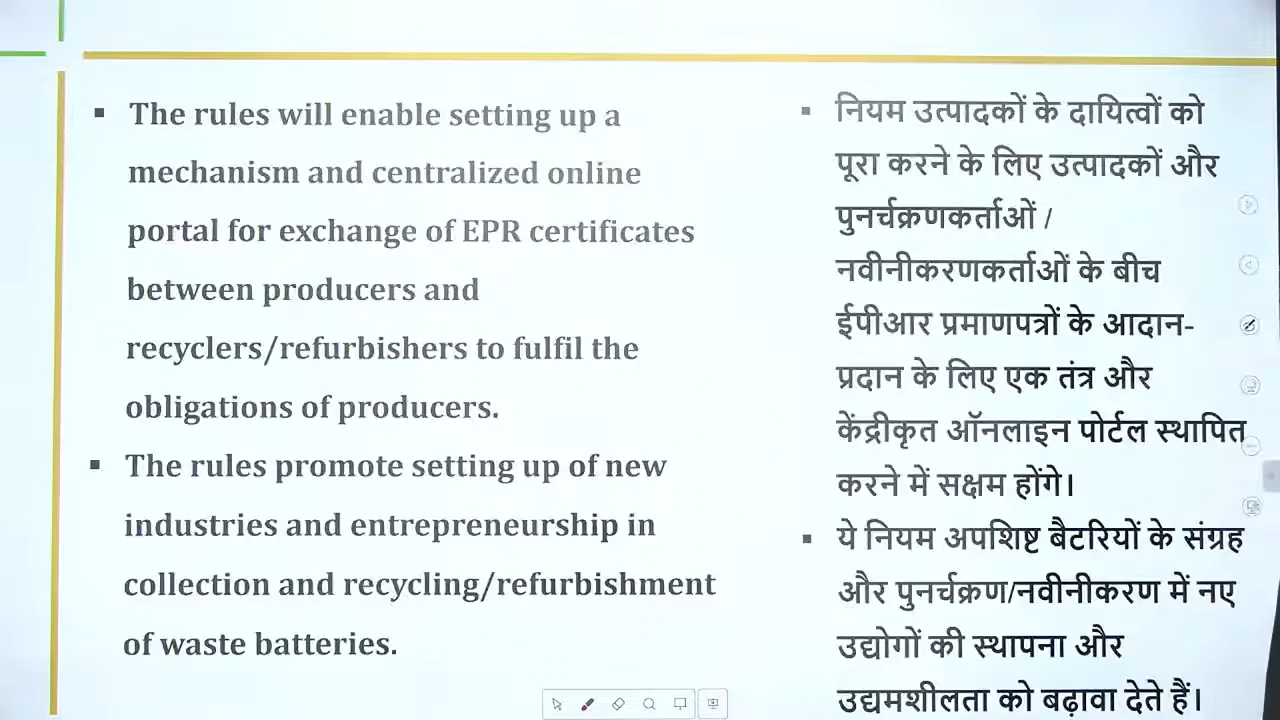 ▪ The rules will enable setting up a
mechanism and centralized online
portal for exchange of EPR certificates
between producers and
recyclers/refurbishers to fulfil the
obligations of producers.
▪ The rules promote setting up of new
industries and entrepreneurship in
collection and recycling/refurbishment
of waste batteries.
▪ नियम उत्पादकों के दायित्वों को
पूरा करने के लिए उत्पादकों और
पुनर्चक्रणकर्ताओं /
नवीनीकरणकर्ताओं के बीच
ईपीआर प्रमाणपत्रों के आदान-
प्रदान के लिए एक तंत्र और
केंद्रीकृत ऑनलाइन पोर्टल स्थापित
करने में सक्षम होंगे।
▪ ये नियम अपशिष्ट बैटरियों के संग्रह
और पुनर्चक्रण/नवीनीकरण में नए
उद्योगों की स्थापना और
उद्यमशीलता को बढ़ावा देते हैं।